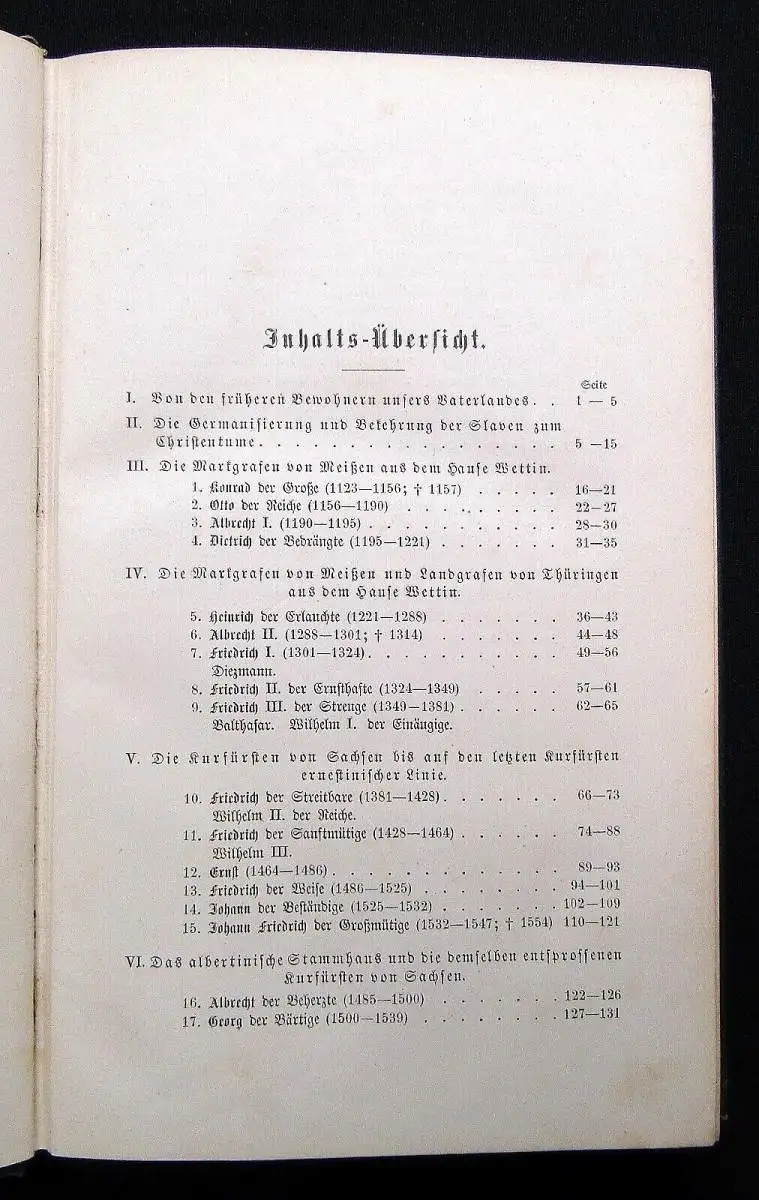 Inhalts-Übersicht.
Seite
I. Von den früheren Bewohnern unsers Vaterlandes. . 1 — 5
II. Die Germanisierung und Bekehrung der Slaven zum
Christentume. . . . . . . . . . . . . . . 5 —15
III. Die Markgrafen von Meißen aus dem Hause Wettin.
1. Konrad der Große (1123—1156; † 1157) . . . . . 16—21
2. Otto der Reiche (1156—1190) . . . . . . . . 22—27
3. Albrecht I. (1190—1195) . . . . . . . . . . 28—30
4. Dietrich der Bedrängte (1195—1221) . . . . . . . 31—35
IV. Die Markgrafen von Meißen und Landgrafen von Thüringen
aus dem Hause Wettin.
5. Heinrich der Erlauchte (1221—1288) . . . . . . . 36—43
6. Albrecht II. (1288—1301; † 1314) . . . . . . . 44—48
7. Friedrich I. (1301—1324). . . . . . . . . . 49—56
Diezmann.
8. Friedrich II. der Ernsthafte (1324—1349) . . . . . 57—61
9. Friedrich III. der Strenge (1349—1381) . . . . . . 62—65
Balthasar. Wilhelm I. der Einäugige.
V. Die Kurfürsten von Sachsen bis auf den letzten Kurfürsten
ernestinischer Linie.
10. Friedrich der Streitbare (1381—1428). . . . . . . 66—73
Wilhelm II. der Reiche.
11. Friedrich der Sanftmütige (1428—1464) . . . . . . 74—88
Wilhelm III.
12. Ernst (1464—1486) . . . . . . . . . . . . 89—93
13. Friedrich der Weise (1486—1525) . . . . . . . . 94—101
14. Johann der Beständige (1525—1532) . . . . . . . 102—109
15. Johann Friedrich der Großmütige (1532—1547; † 1554) 110—121
VI. Das albertinische Stammhaus und die demselben entsprossenen
Kurfürsten von Sachsen.
16. Albrecht der Beherzte (1485—1500) . . . . . . . 122—126
17. Georg der Bärtige (1500—1539) . . . . . . . . 127—131